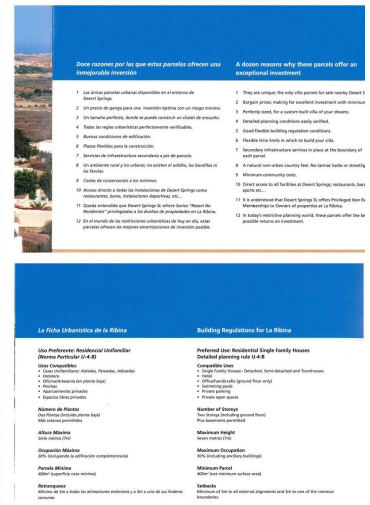 Doce razones por las que estas parcelas ofrecen una
inmejorable inversión
1 Las únicas parcelas urbanas disponibles en el entorno de
Desert Springs.
2 Un precio de ganga para una inversión óptima con un riesgo mínimo.
3 Un tamaño perfecto, donde se puede construir un chalet de ensueño.
4 Todas las reglas urbanísticas perfectamente verificables.
5 Buenas condiciones de edificación.
6 Plazos flexibles para la construcción.
7 Servicios de infraestructura secundaria a pie de parcela.
8 Un ambiente rural y no urbano; no existen el asfalto, los bordillos ni
las farolas.
9 Costes de conservación a los mínimos.
10 Acceso directo a todas las instalaciones de Desert Springs como
restaurantes, bares, instalaciones deportivas, etc...
11 Queda entendido que Desert Springs SL ofrece Socios "Resort No
Residentes" privilegiados a los dueños de propiedades en La Ribina.
12 En el mundo de las restricciones urbanísticas de hoy en día, estas
parcelas ofrecen las mejores amortizaciones de inversión posible.
A dozen reasons why these parcels offer an
exceptional investment
1 They are unique; the only villa parcels for sale nearby Desert S
2 Bargain prices; making for excellent investment with minimum
3 Perfectly sized, for a custom built villa of your dreams.
4 Detailed planning conditions easily verified.
5 Good flexible building regulation conditions.
6 Flexible time limits in which to build your villa.
7 Secondary infrastructure services in place at the boundary of
each parcel.
8 A natural non-urban country feel. No tarmac kerbs or streetlig
9 Minimum community costs.
10 Direct access to all facilities at Desert Springs; restaurants, bars
sports etc...
11 It is understood that Desert Springs SL offers Privileged Non Re
Memberships to Owners of properties at La Ribina.
12 In today's restrictive planning world, these parcels offer the be
possible returns on investment.
La Ficha Urbanística de la Ribina
Uso Preferente: Residencial Unifamiliar
(Norma Particular U-4-B)
Usos Compatibles
• Casas Unifamiliares: Aisladas, Pareadas, Adosadas
• Hotelero
• Oficina/Artesanía (en planta baja)
• Piscinas
• Aparcamientos privados
• Espacios libres privados
Número de Plantas
Dos Plantas (incluida planta baja)
Más sotanos permitidos
Altura Máxima
Siete metros (7m)
Ocupación Máxima
30% (incluyendo la edificación complementaria)
Parcela Mínima
400m² (superficie neta mínima)
Retranqueos
Mínimo de 5m a todas las alineaciones exteriores y a 3m a uno de sus linderos
comunes
Building Regulations for La Ribina
Preferred Use: Residential Single Family Houses
Detailed planning rule U-4-B
Compatible Uses
• Single Family Houses- Detached, Semi-detached and Townhouses
• Hotel
• Office/handicrafts (ground floor only)
• Swimming pools
• Private parking
• Private open spaces
Number of Storeys
Two Storeys (including ground floor)
Plus basements permitted
Maximum Height
Seven metres (7m)
Maximum Occupation
30% (including ancillary buildings)
Minimum Parcel
400m² (net minimum surface area)
Setbacks
Minimum of 5m to all external alignments and 3m to one of the common
boundaries.